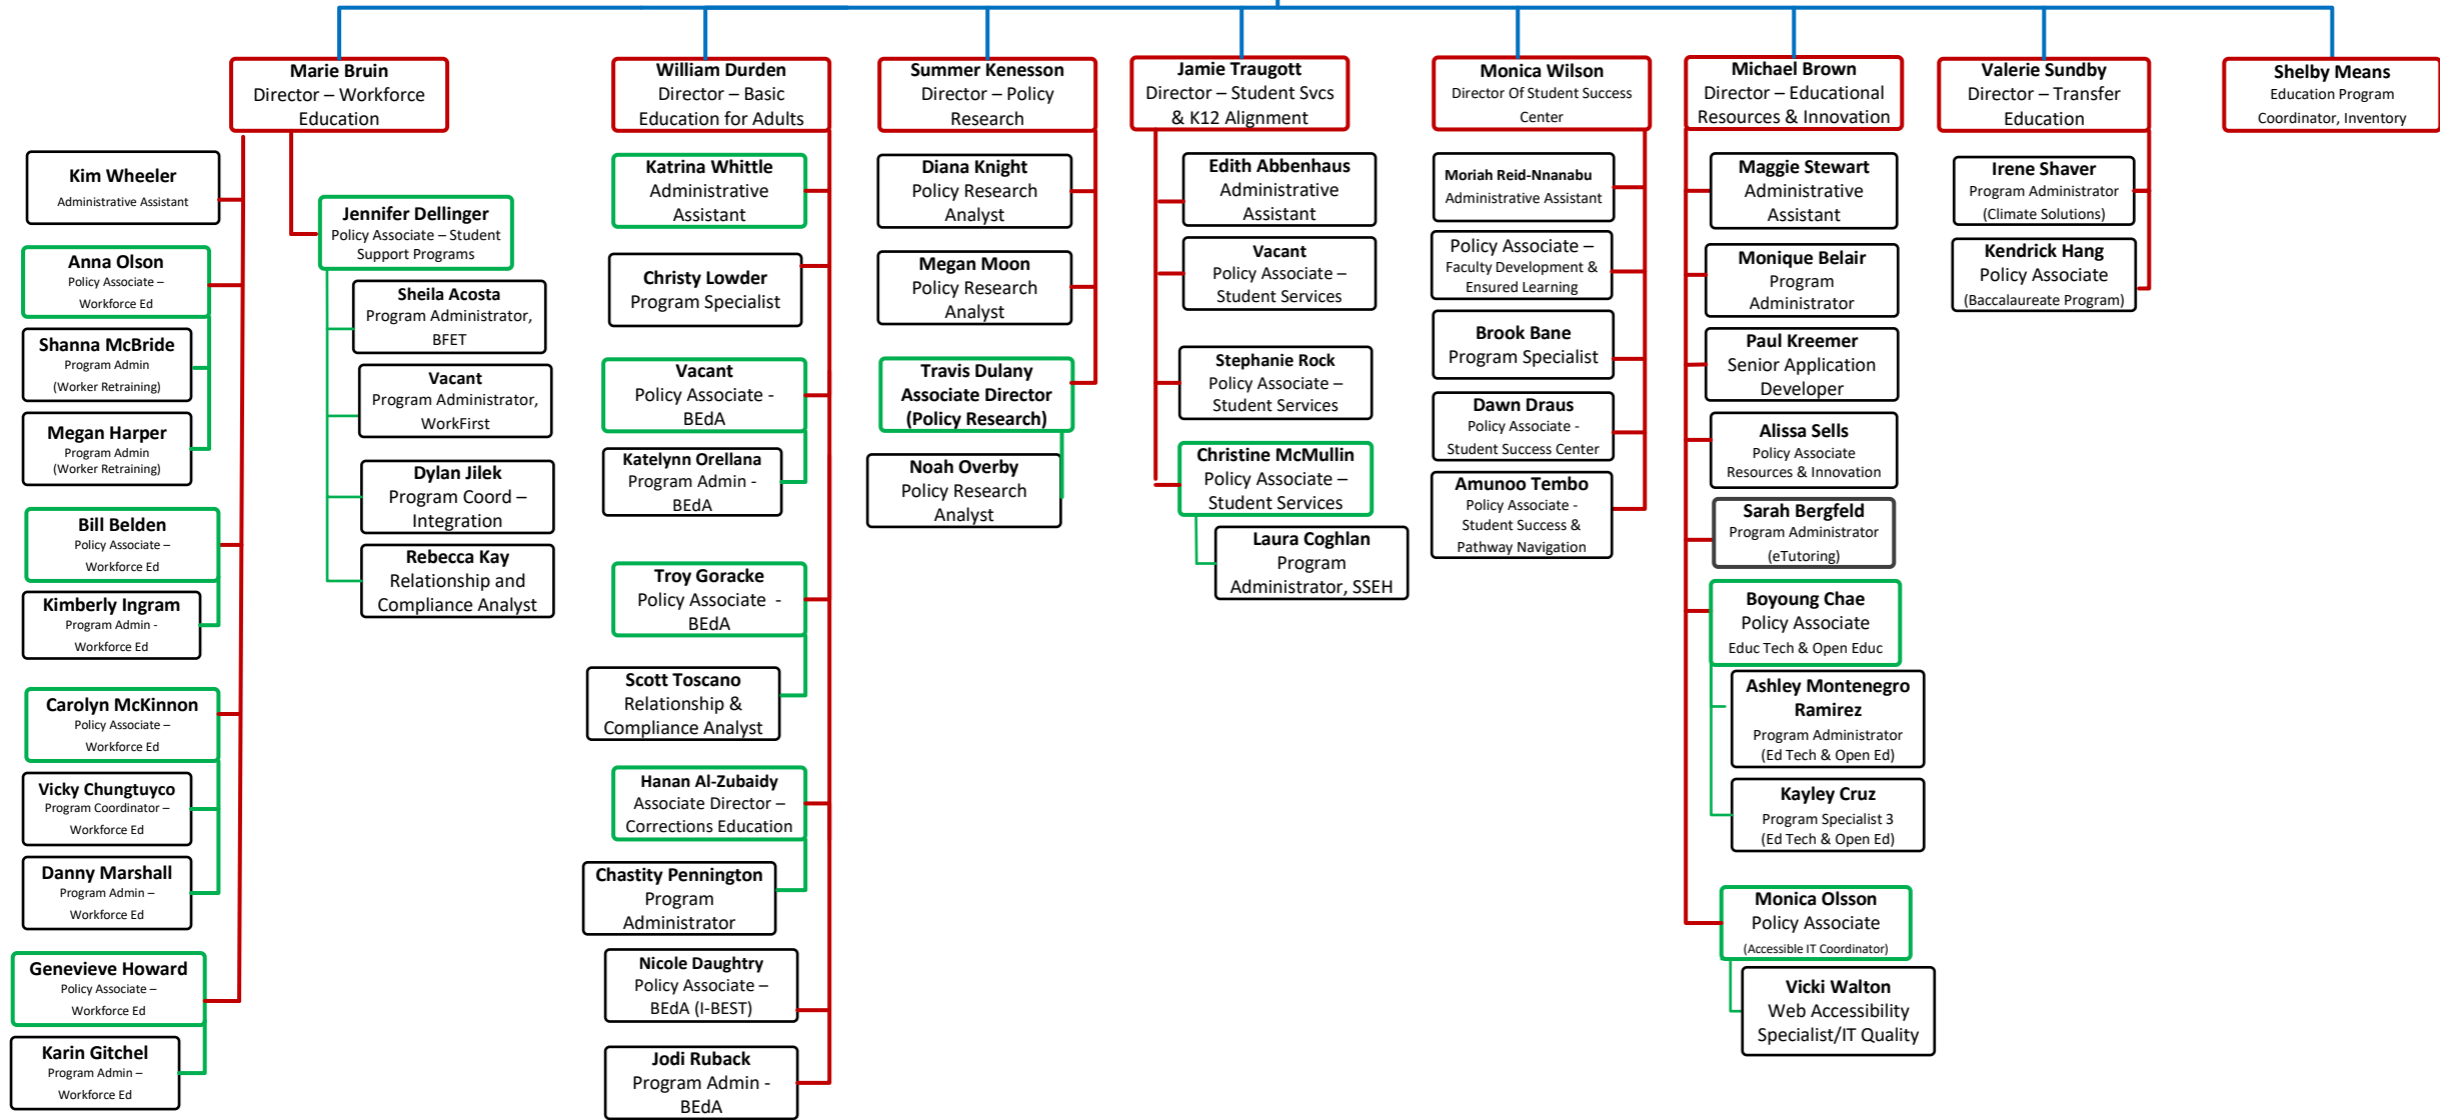 Marie Bruin
Director – Workforce
Education
Kim Wheeler
Administrative Assistant
Anna Olson
Policy Associate –
Workforce Ed
Shanna McBride
Program Admin
(Worker Retraining)
Megan Harper
Program Admin
(Worker Retraining)
Bill Belden
Policy Associate –
Workforce Ed
Kimberly Ingram
Program Admin -
Workforce Ed
Carolyn McKinnon
Policy Associate –
Workforce Ed
Vicky Chungtuyco
Program Coordinator –
Workforce Ed
Danny Marshall
Program Admin –
Workforce Ed
Genevieve Howard
Policy Associate –
Workforce Ed
Karin Gitchel
Program Admin –
Workforce Ed
Jennifer Dellinger
Policy Associate – Student
Support Programs
Sheila Acosta
Program Administrator,
BFET
Vacant
Program Administrator,
WorkFirst
Dylan Jilek
Program Coord –
Integration
Rebecca Kay
Relationship and
Compliance Analyst
William Durden
Director – Basic
Education for Adults
Katrina Whittle
Administrative
Assistant
Christy Lowder
Program Specialist
Vacant
Policy Associate -
BEdA
Katelynn Orellana
Program Admin -
BEdA
Troy Goracke
Policy Associate -
BEdA
Scott Toscano
Relationship &
Compliance Analyst
Hanan Al-Zubaidy
Associate Director –
Corrections Education
Chastity Pennington
Program
Administrator
Nicole Daughtry
Policy Associate –
BEdA (I-BEST)
Jodi Ruback
Program Admin -
BEdA
Summer Kenesson
Director – Policy
Research
Diana Knight
Policy Research
Analyst
Megan Moon
Policy Research
Analyst
Travis Dulany
Associate Director
(Policy Research)
Noah Overby
Policy Research
Analyst
Jamie Traugott
Director – Student Svcs
& K12 Alignment
Edith Abbenhaus
Administrative
Assistant
Vacant
Policy Associate –
Student Services
Stephanie Rock
Policy Associate –
Student Services
Christine McMullin
Policy Associate –
Student Services
Laura Coghlan
Program
Administrator, SSEH
Monica Wilson
Director Of Student Success
Center
Moriah Reid-Nnanabu
Administrative Assistant
Policy Associate –
Faculty Development &
Ensured Learning
Brook Bane
Program Specialist
Dawn Draus
Policy Associate -
Student Success Center
Amunoo Tembo
Policy Associate -
Student Success &
Pathway Navigation
Michael Brown
Director – Educational
Resources & Innovation
Maggie Stewart
Administrative
Assistant
Monique Belair
Program
Administrator
Paul Kreemer
Senior Application
Developer
Alissa Sells
Policy Associate
Resources & Innovation
Sarah Bergfeld
Program Administrator
(eTutoring)
Boyoung Chae
Policy Associate
Educ Tech & Open Educ
Ashley Montenegro
Ramirez
Program Administrator
(Ed Tech & Open Ed)
Kayley Cruz
Program Specialist 3
(Ed Tech & Open Ed)
Monica Olsson
Policy Associate
(Accessible IT Coordinator)
Vicki Walton
Web Accessibility
Specialist/IT Quality
Valerie Sundby
Director – Transfer
Education
Irene Shaver
Program Administrator
(Climate Solutions)
Kendrick Hang
Policy Associate
(Baccalaureate Program)
Shelby Means
Education Program
Coordinator, Inventory